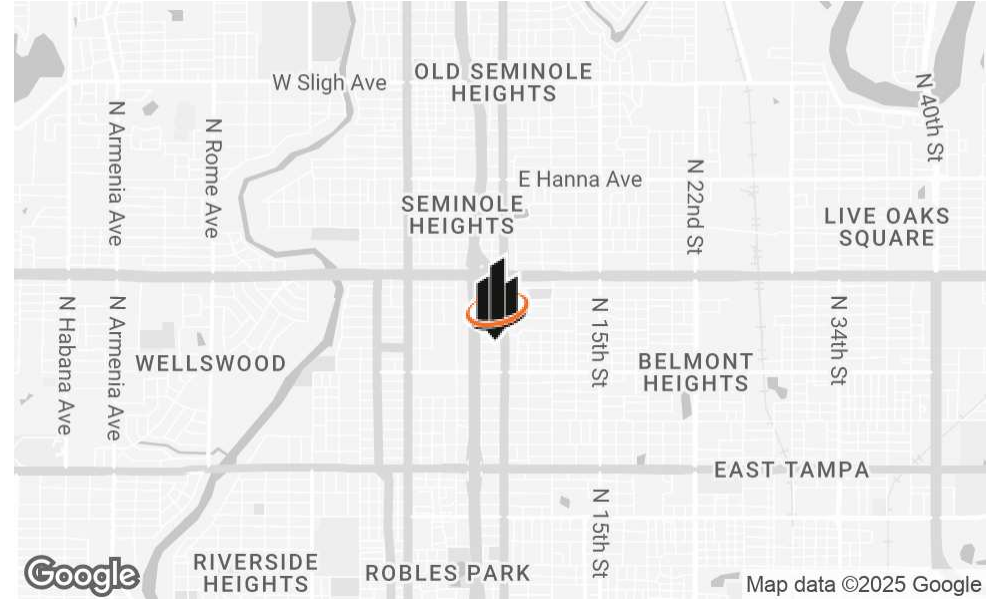 W Sligh Ave
OLD SEMINOLE
HEIGHTS
N 40th St
N Armenia Ave
N Rome Ave
E Hanna Ave
N 22nd St
SEMINOLE
HEIGHTS
LIVE OAKS
SQUARE
N Habana Ave
N Armenia Ave
N 15th St
N 34th St
WELLSWOOD
BELMONT
HEIGHTS
EAST TAMPA
N 15th St
RIVERSIDE
HEIGHTS
ROBLES PARK
Google
Map data ©2025 Google